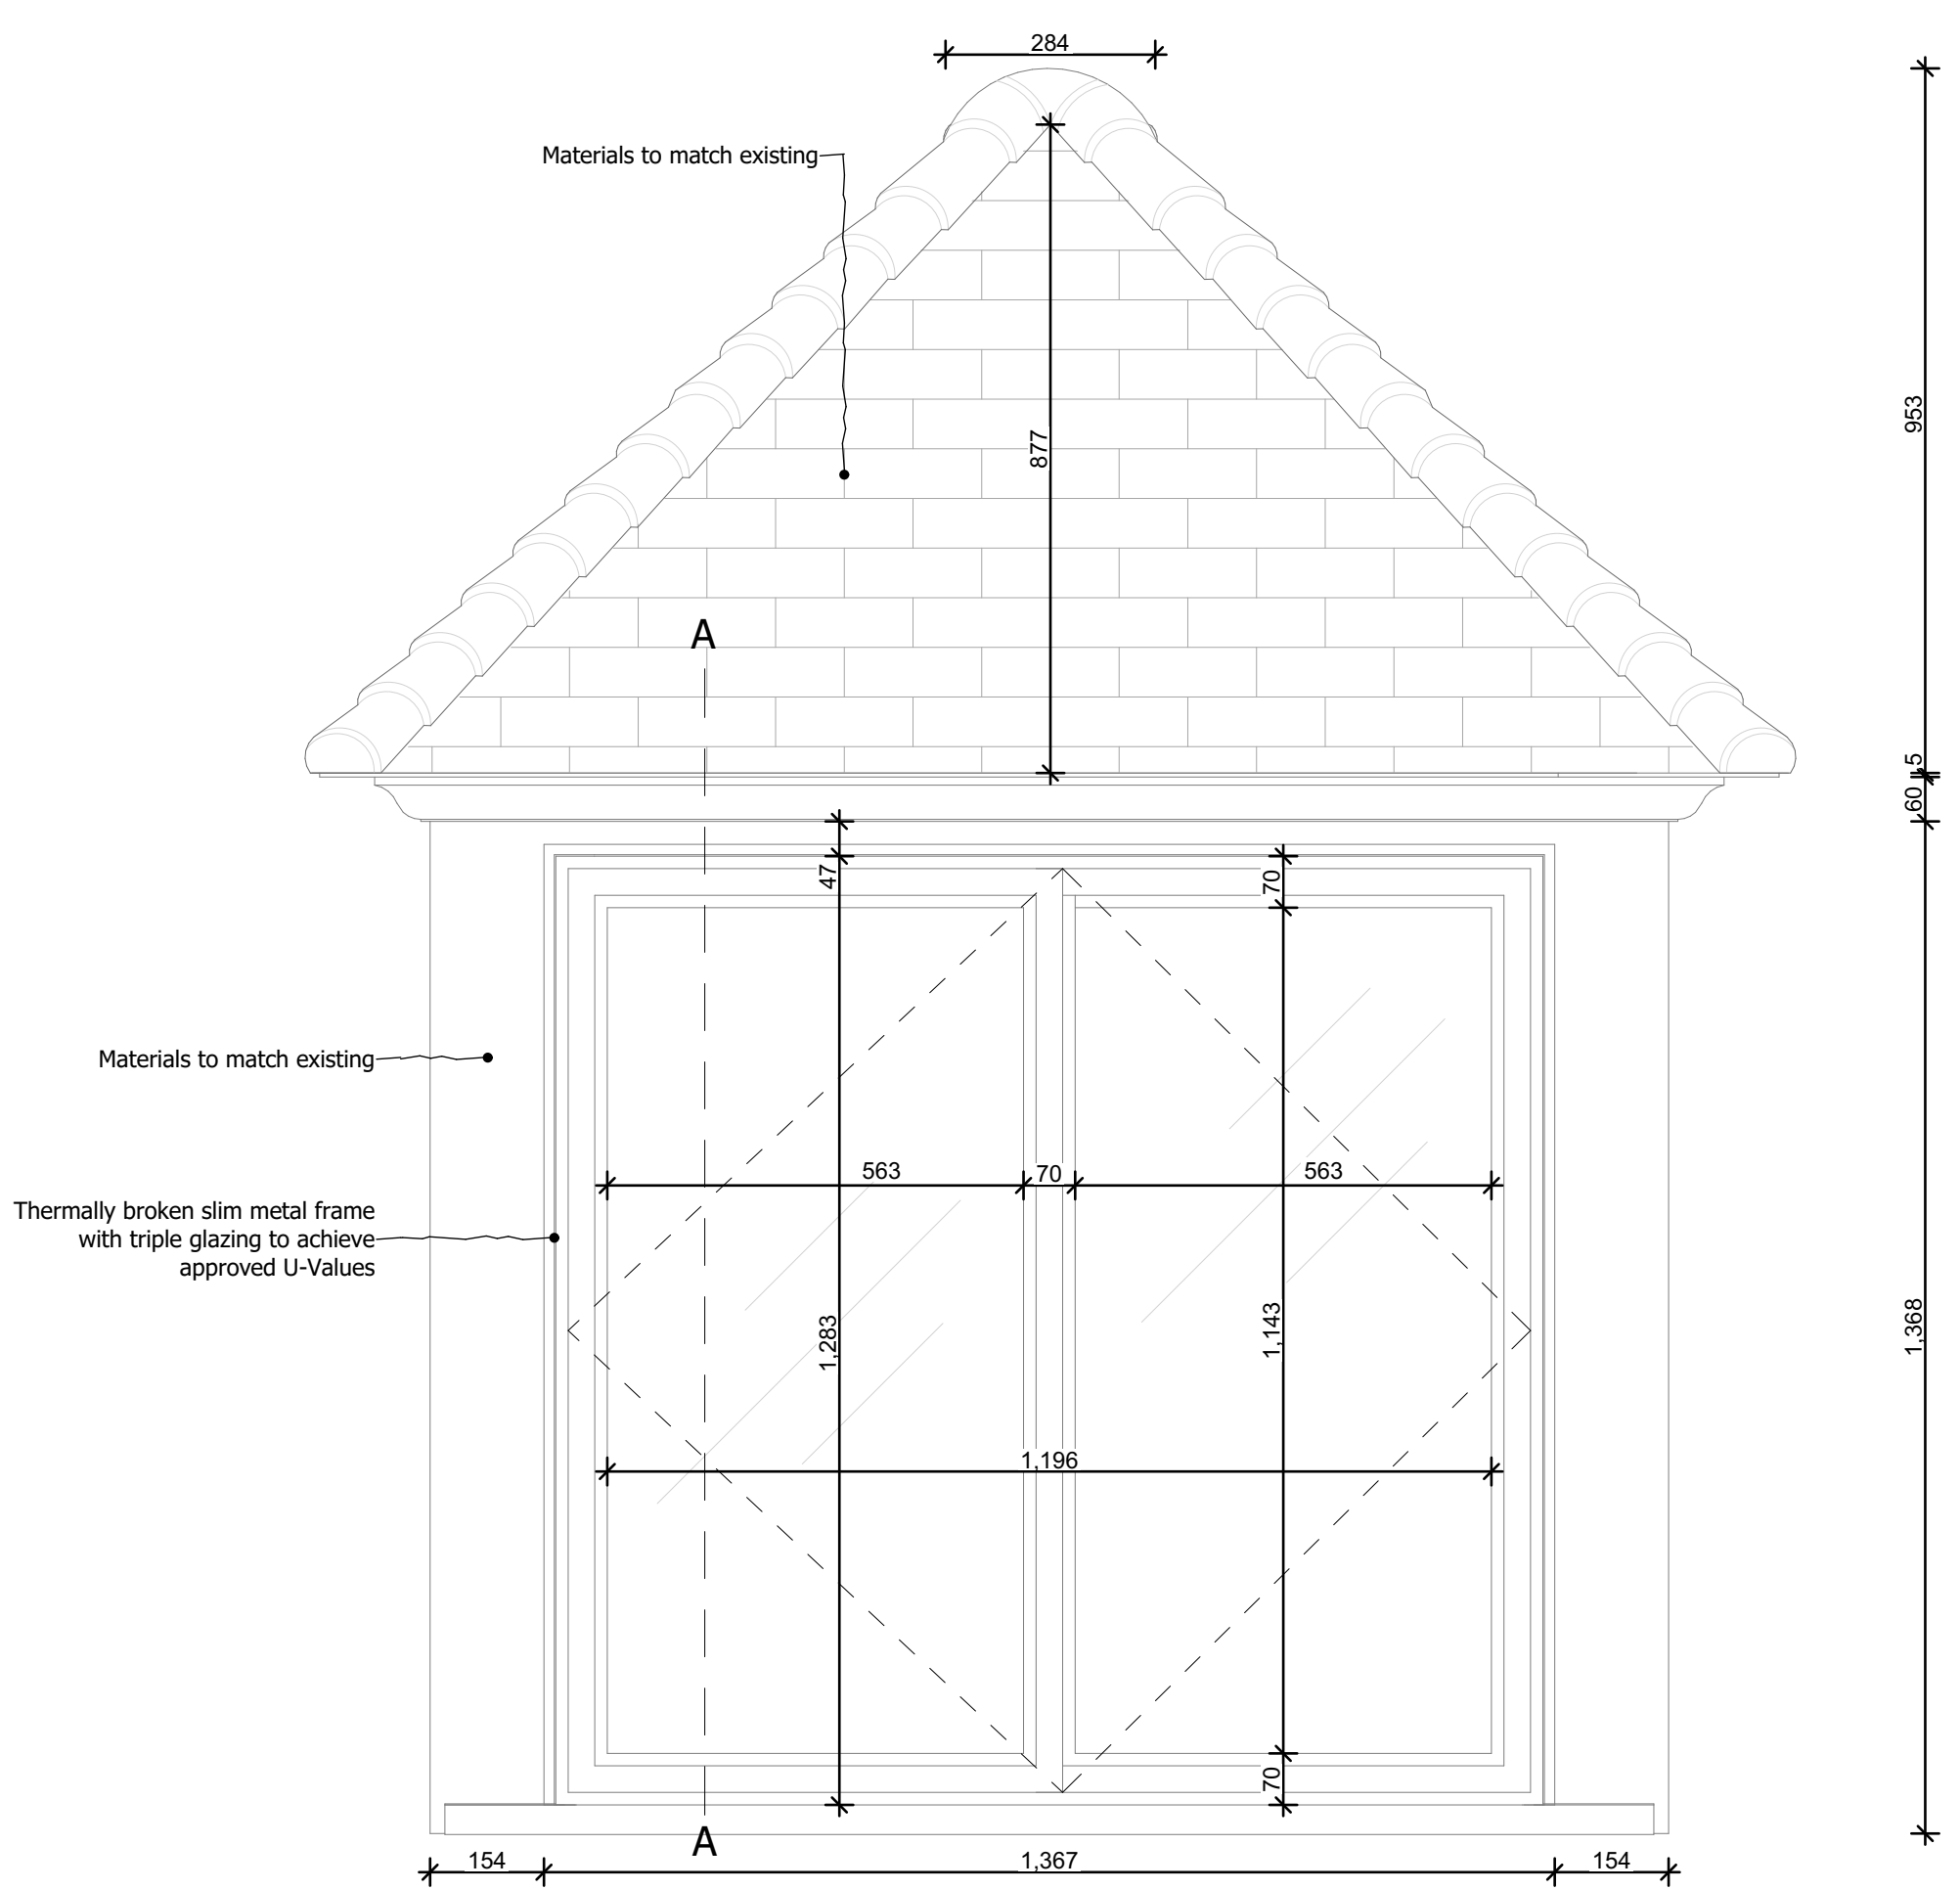 284
Materials to match existing
953
877
A
5
60
47
70
Materials to match existing
563
70
563
Thermally broken slim metal frame
with triple glazing to achieve
approved U-Values
1,283
1,143
1,368
1,196
70
A
154
1,367
154